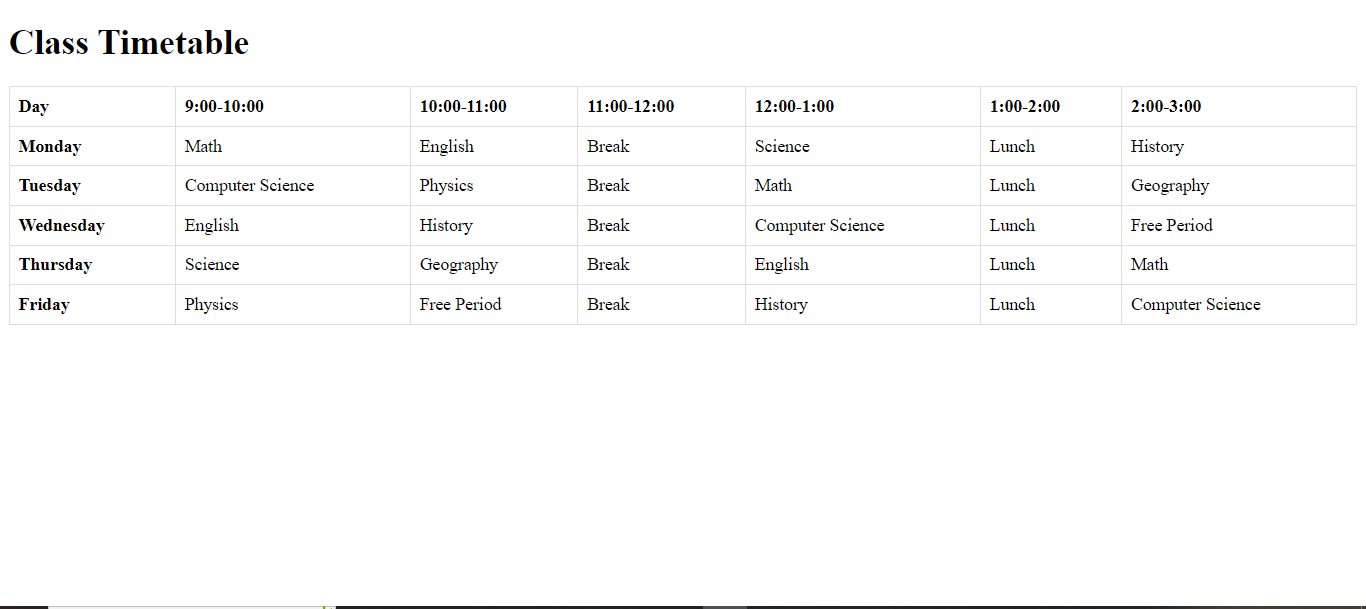 Class Timetable
Day 9:00-10:00 10:00-11:00 11:00-12:00 12:00-1:00 1:00-2:00 2:00-3:00
Monday Math English Break Science Lunch History
Tuesday Computer Science Physics Break Math Lunch Geography
Wednesday English History Break Computer Science Lunch Free Period
Thursday Science Geography Break English Lunch Math
Friday Physics Free Period Break History Lunch Computer Science